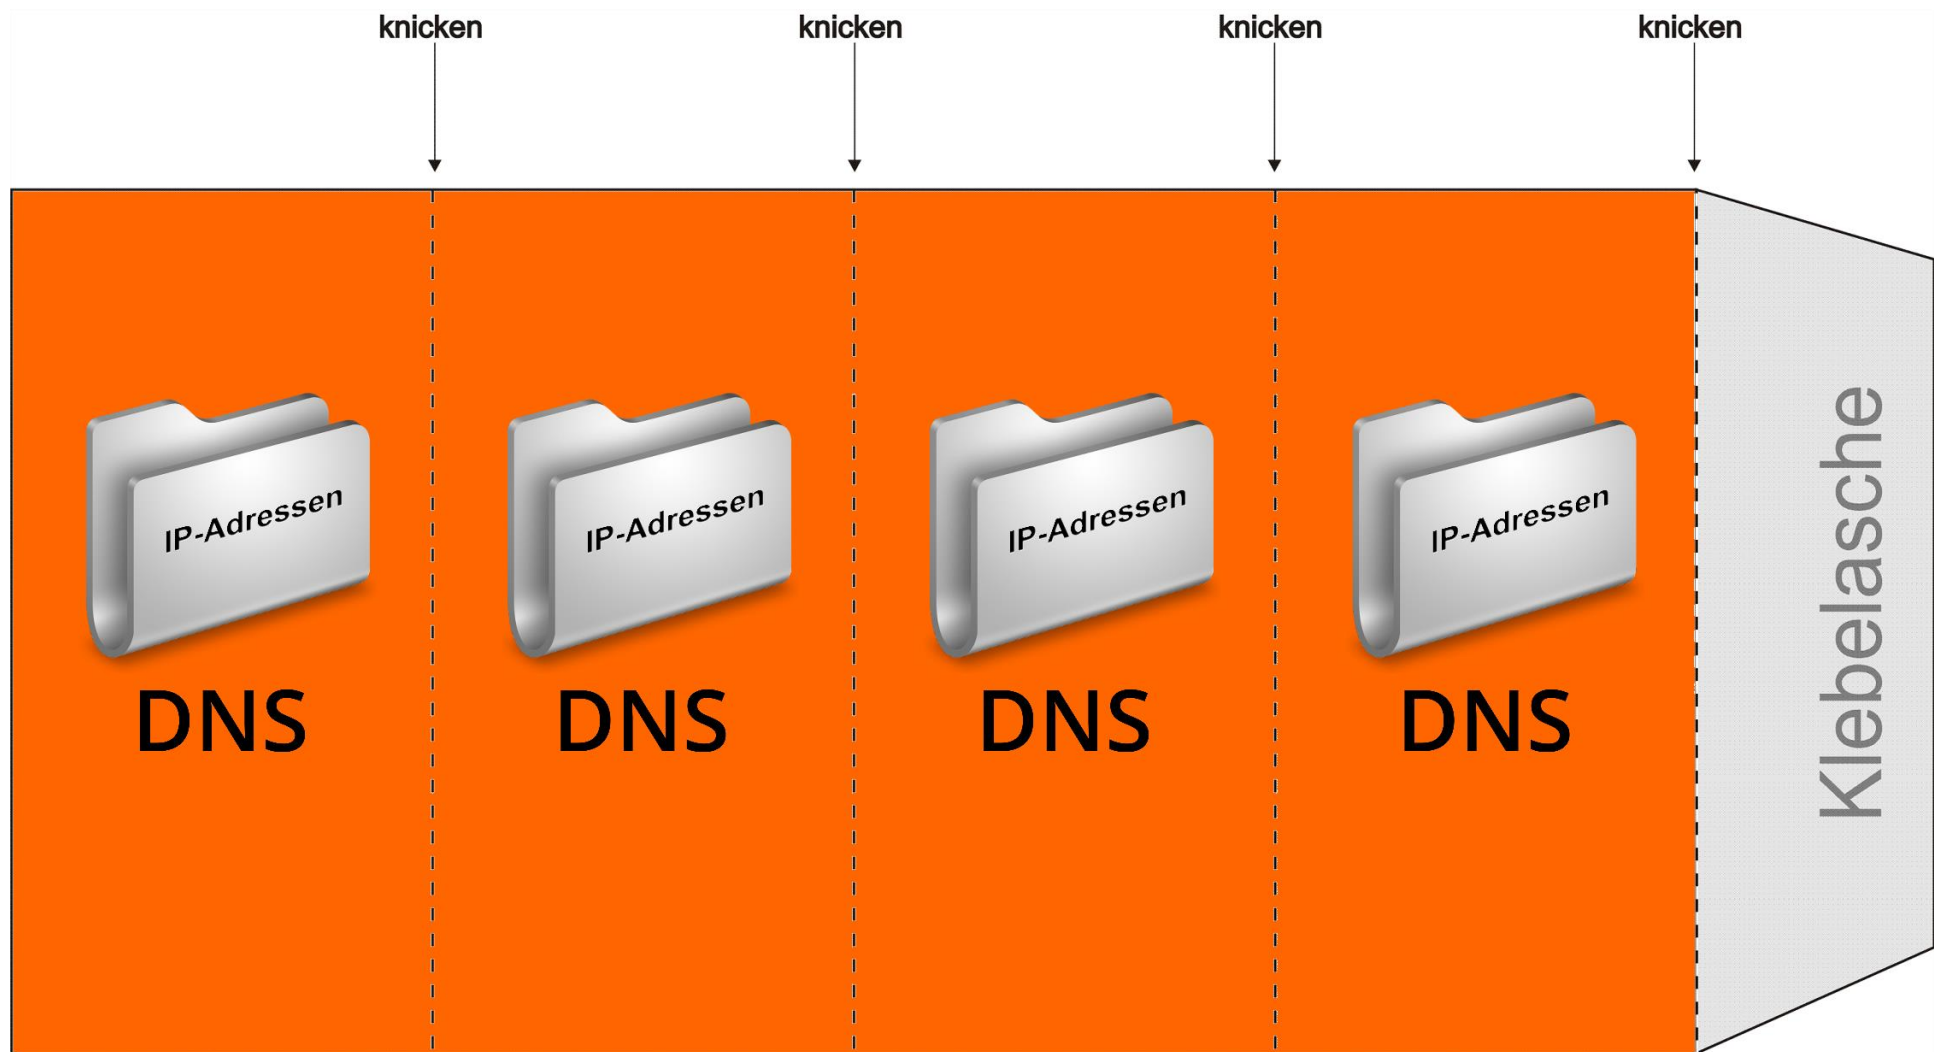 knicken knicken knicken knicken
IP-Adressen IP-Adressen IP-Adressen IP-Adressen
DNS DNS DNS DNS
Klebelasche